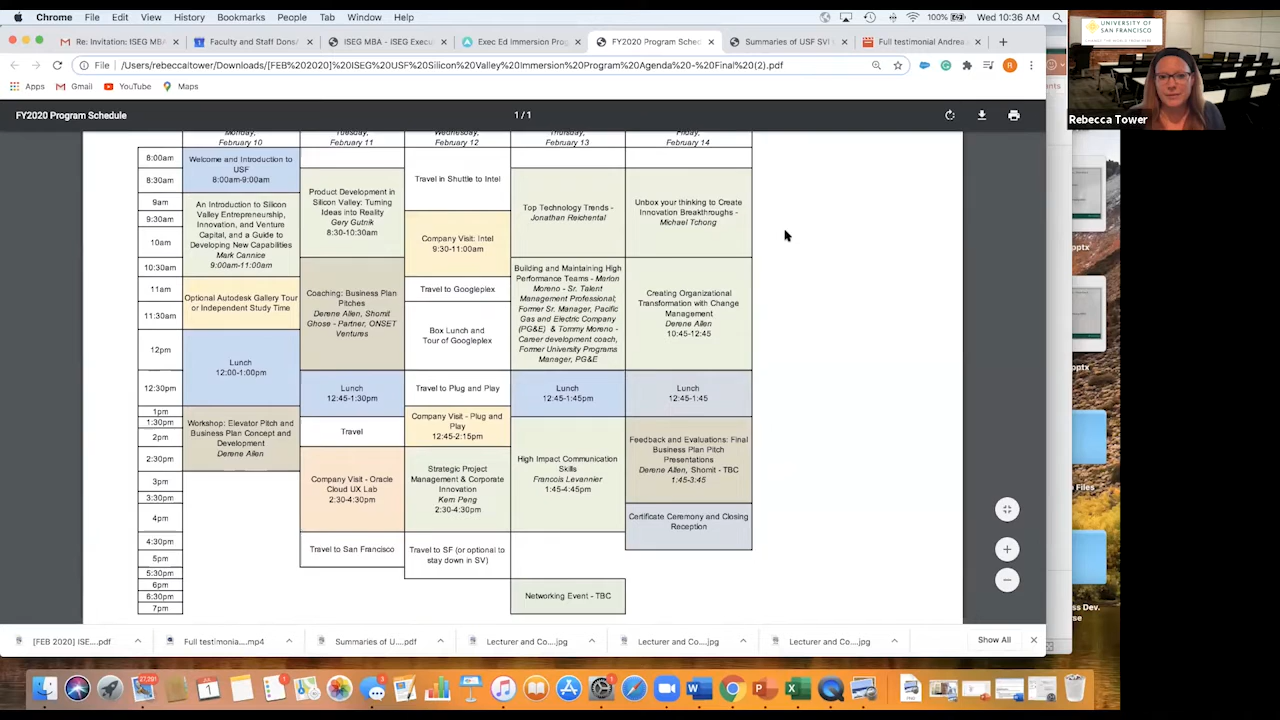 Chrome File Edit View History Bookmarks People Tab Window Help 100% Wed 10:36 AM
Re: Invitation: ISEG MBA Faculty and Staff Dons ISEG MBA Exec Ed Immersion Pro FY2020 Program Sched Summaries of USF SV Full testimonial Andrea
File /Users/rebeccaltower/Downloads/[FEB%202020]%20ISEG%20USF%20Silicon%20Valley%20Immersion%20Program%20Agenda%20-%20Final%20(2).pdf
Apps Gmail YouTube Maps
FY2020 Program Schedule 1/1
Monday,
February 10
Tuesday,
February 11
Wednesday,
February 12
Thursday,
February 13
Friday,
February 14
8:00am
8:30am
9am
9:30am
10am
10:30am
11am
11:30am
12pm
12:30pm
1pm
1:30pm
2pm
2:30pm
3pm
3:30pm
4pm
4:30pm
5pm
5:30pm
6pm
6:30pm
7pm
Welcome and Introduction to
USF
8:00am-9:00am
An Introduction to Silicon
Valley Entrepreneurship,
Innovation, and Venture
Capital, and a Guide to
Developing New Capabilities
Mark Cannice
9:00am-11:00am
Optional Autodesk Gallery Tour
or Independent Study Time
Lunch
12:00-1:00pm
Workshop: Elevator Pitch and
Business Plan Concept and
Development
Derene Allen
Product Development in
Silicon Valley: Turning
Ideas into Reality
Gery Gutnik
8:30-10:30am
Coaching: Business Plan
Pitches
Derene Allen, Shomit
Ghose - Partner, ONSET
Ventures
Lunch
12:45-1:30pm
Travel
Company Visit - Oracle
Cloud UX Lab
2:30-4:30pm
Travel to San Francisco
Travel in Shuttle to Intel
Company Visit: Intel
9:30-11:00am
Travel to Googleplex
Box Lunch and
Tour of Googleplex
Travel to Plug and Play
Company Visit - Plug and
Play
12:45-2:15pm
Strategic Project
Management & Corporate
Innovation
Kem Peng
2:30-4:30pm
Travel to SF (or optional to
stay down in SV)
Top Technology Trends -
Jonathan Reichental
Building and Maintaining High
Performance Teams - Marion
Moreno - Sr. Talent
Management Professional;
Former Sr. Manager, Pacific
Gas and Electric Company
(PG&E) & Tommy Moreno -
Career development coach,
Former University Programs
Manager, PG&E
Lunch
12:45-1:45pm
High Impact Communication
Skills
Francois Levannier
1:45-4:45pm
Networking Event - TBC
Unbox your thinking to Create
Innovation Breakthroughs -
Michael Tchong
Creating Organizational
Transformation with Change
Management
Derene Allen
10:45-12:45
Lunch
12:45-1:45
Feedback and Evaluations: Final
Business Plan Pitch
Presentations
Derene Allen, Shomit - TBC
1:45-3:45
Certificate Ceremony and Closing
Reception
[FEB 2020] ISE....pdf Full testimonia....mp4 Summaries of U....pdf Lecturer and Co....jpg Lecturer and Co....jpg Lecturer and Co....jpg Show All
UNIVERSITY OF
SAN FRANCISCO
CHANGE THE WORLD FROM HERE
Rebecca Tower
pptx
pptx
Files
ss Dev.
se